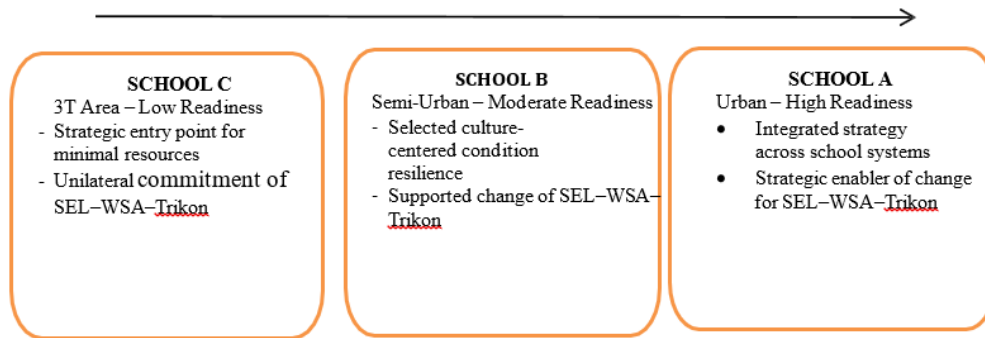 SCHOOL C
3T Area – Low Readiness
- Strategic entry point for
minimal resources
- Unilateral commitment of
SEL–WSA–Trikon
SCHOOL B
Semi-Urban – Moderate Readiness
- Selected culture-
centered condition
resilience
- Supported change of SEL–WSA–
Trikon
SCHOOL A
Urban – High Readiness
• Integrated strategy
across school systems
• Strategic enabler of change
for SEL–WSA–Trikon